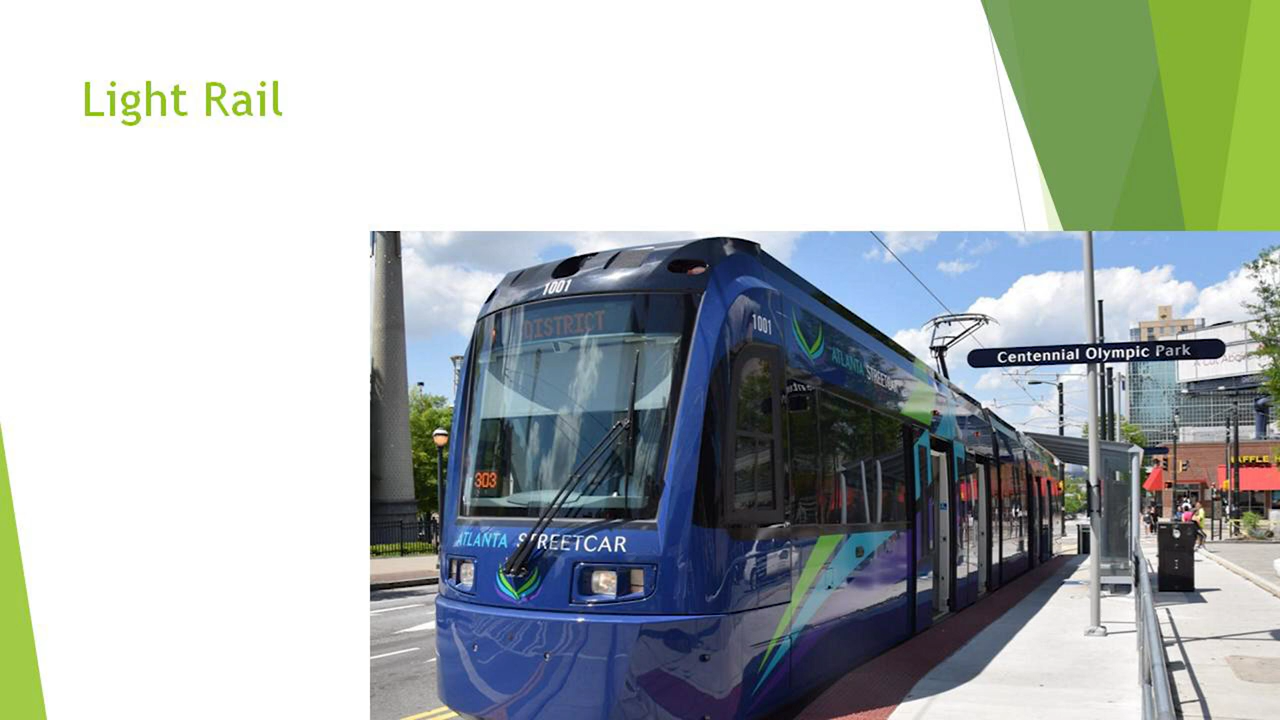 Light Rail
1001
DISTRICT
1001
ATLANTA STREETCAR
Centennial Olympic Park
303
ATLANTA STREETCAR